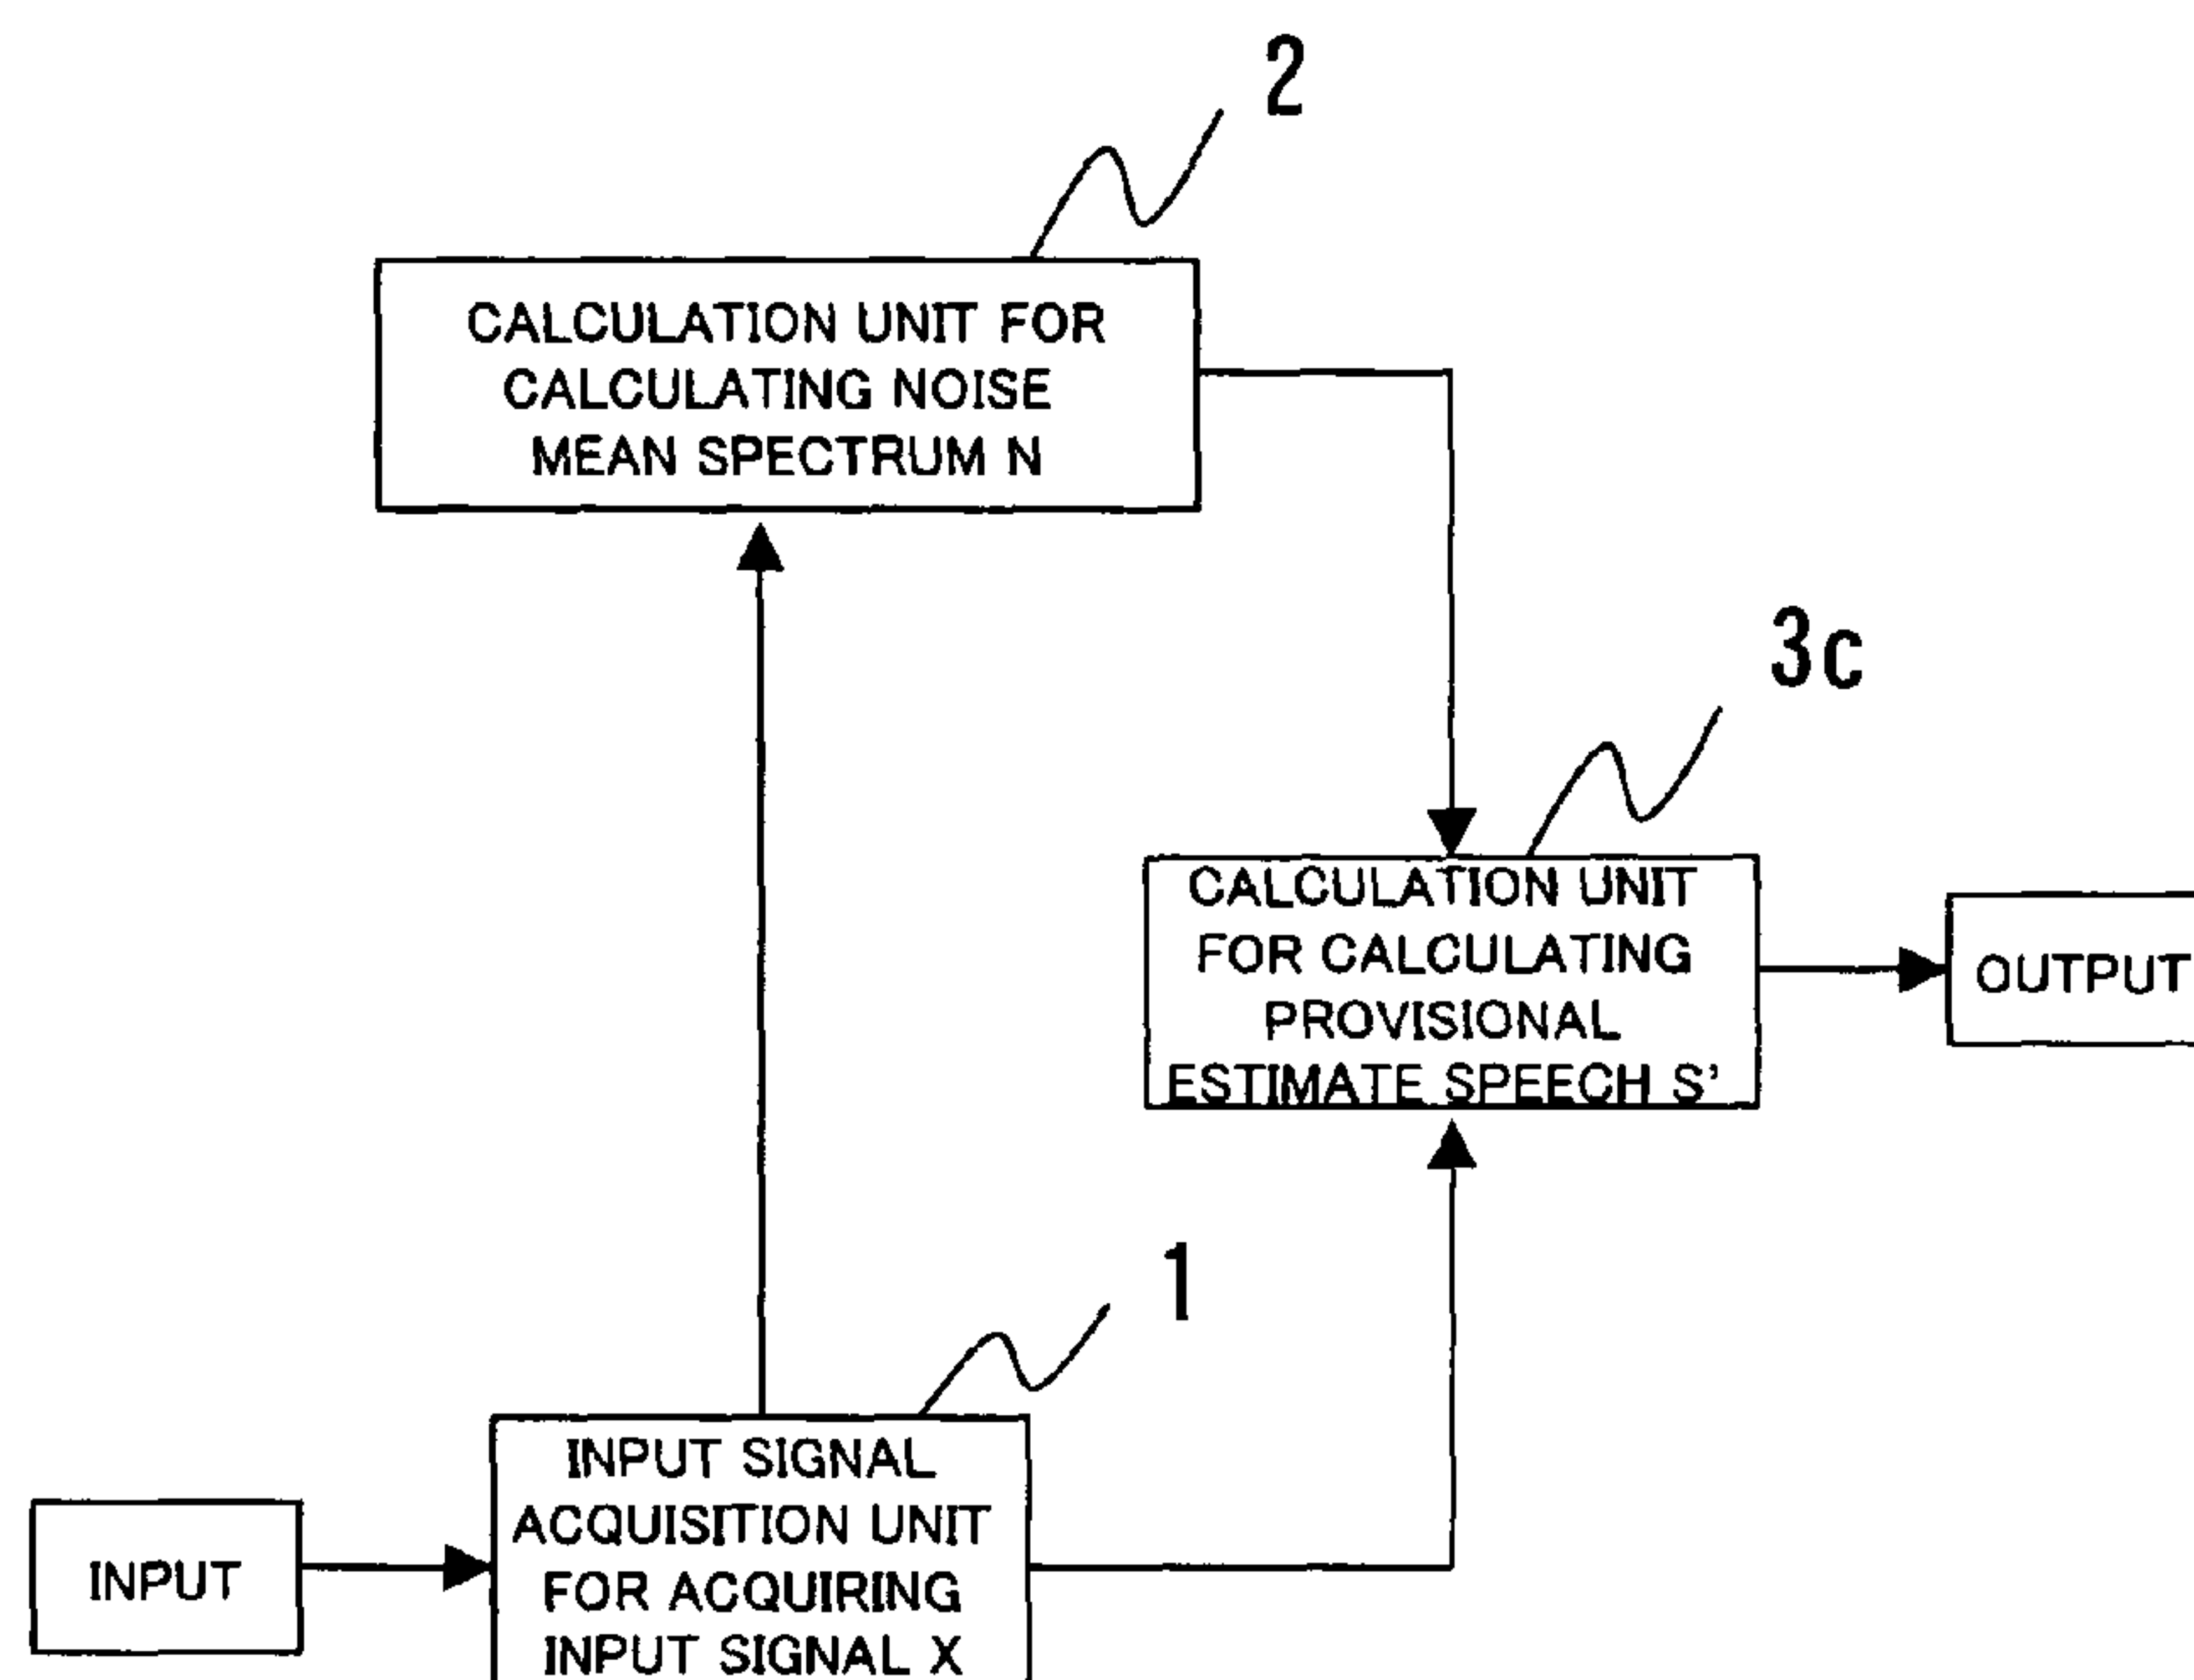 2
CALCULATION UNIT FOR
CALCULATING NOISE
MEAN SPECTRUM N
3c
CALCULATION UNIT
FOR CALCULATING
PROVISIONAL
ESTIMATE SPEECH S'
OUTPUT
1
INPUT SIGNAL
ACQUISITION UNIT
FOR ACQUIRING
INPUT SIGNAL X
INPUT